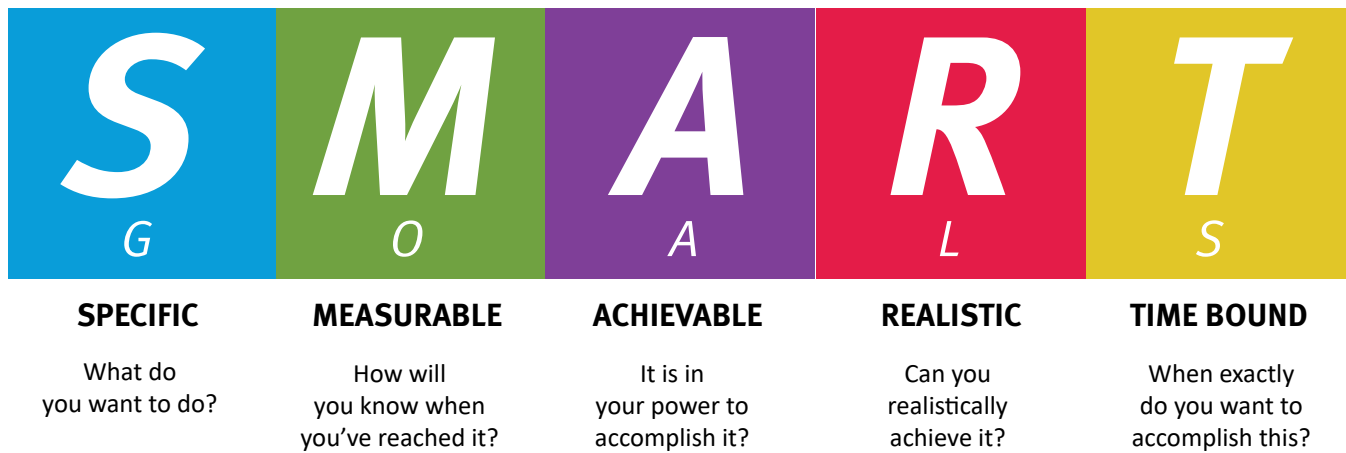 S M A R T
G O A L S
SPECIFIC
What do
you want to do?
MEASURABLE
How will
you know when
you've reached it?
ACHIEVABLE
It is in
your power to
accomplish it?
REALISTIC
Can you
realistically
achieve it?
TIME BOUND
When exactly
do you want to
accomplish this?